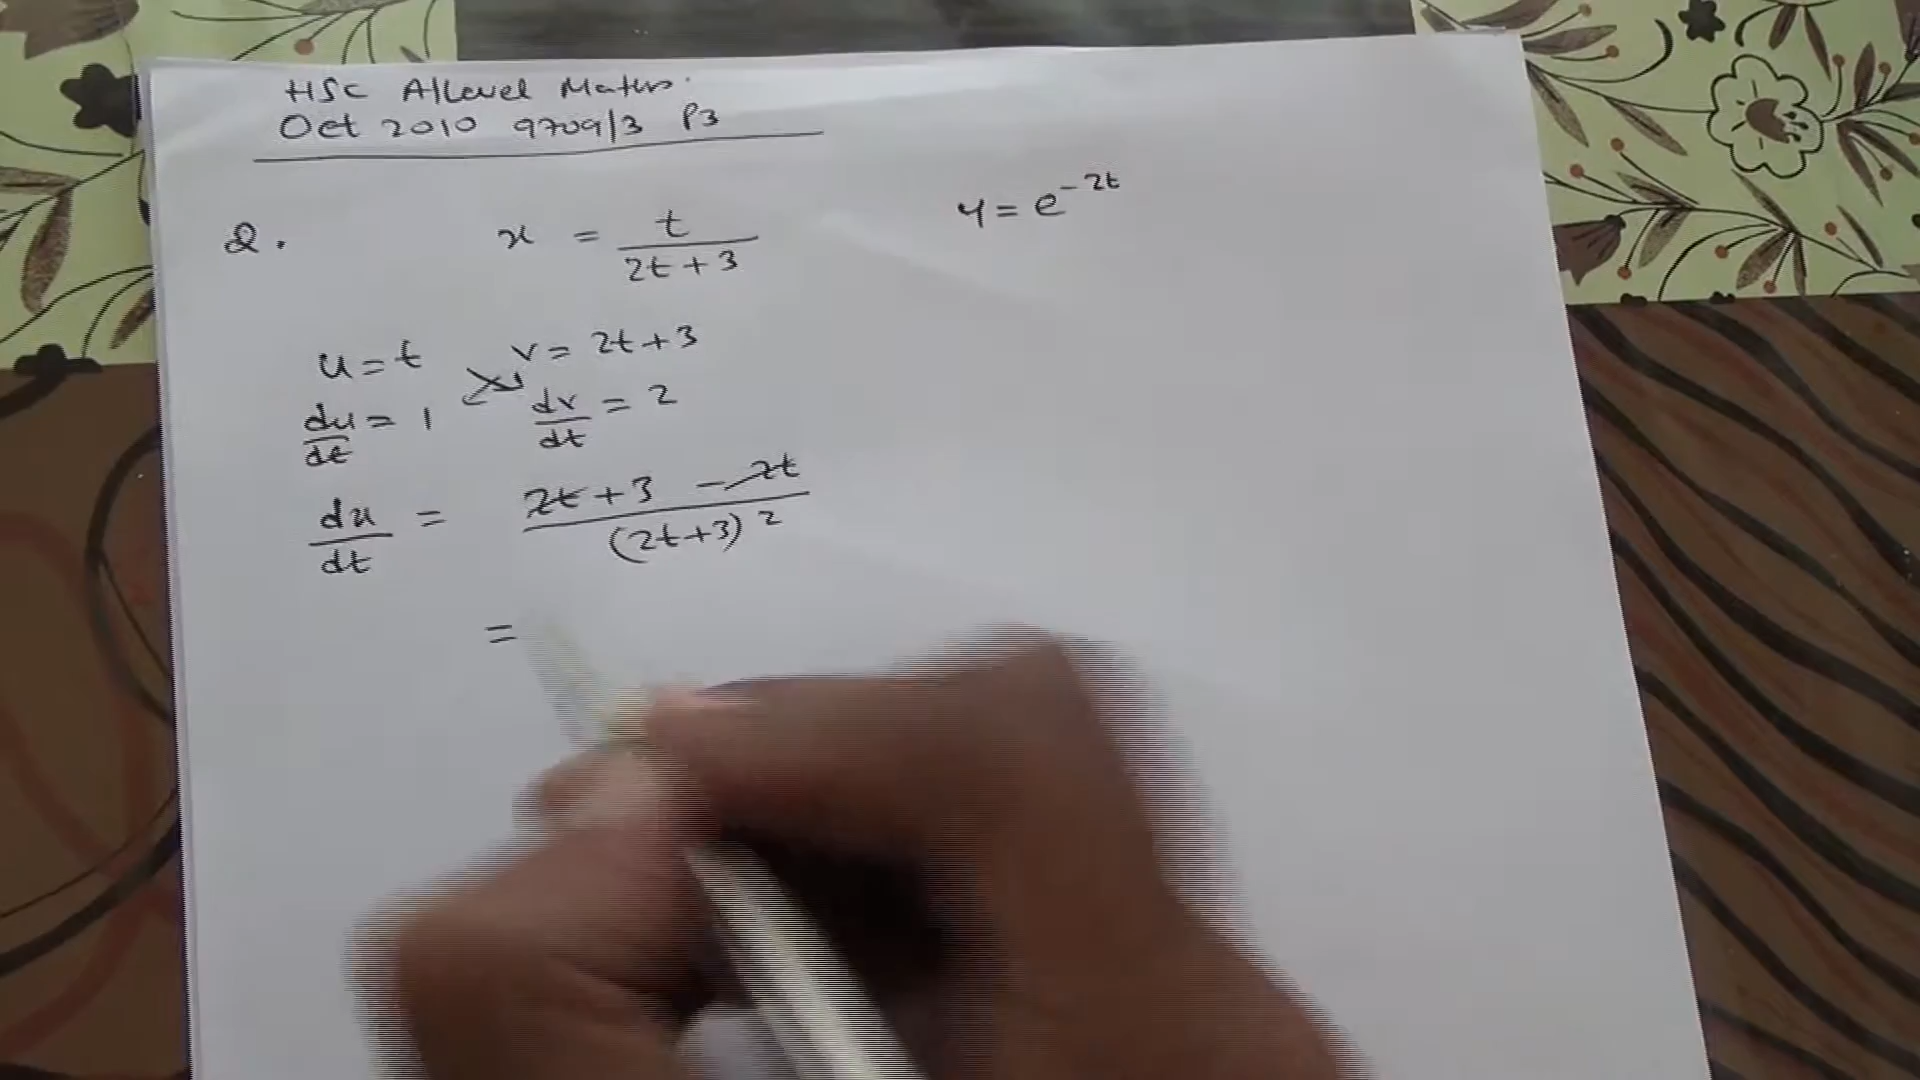 HSC A/Level Maths.
Oct 2010 9709/3 P3
Q. x = t / (2t + 3) y = e^-2t
u = t v = 2t + 3
du/dt = 1 dv/dt = 2
dx/dt = (2t + 3 - 2t) / (2t+3)^2
=